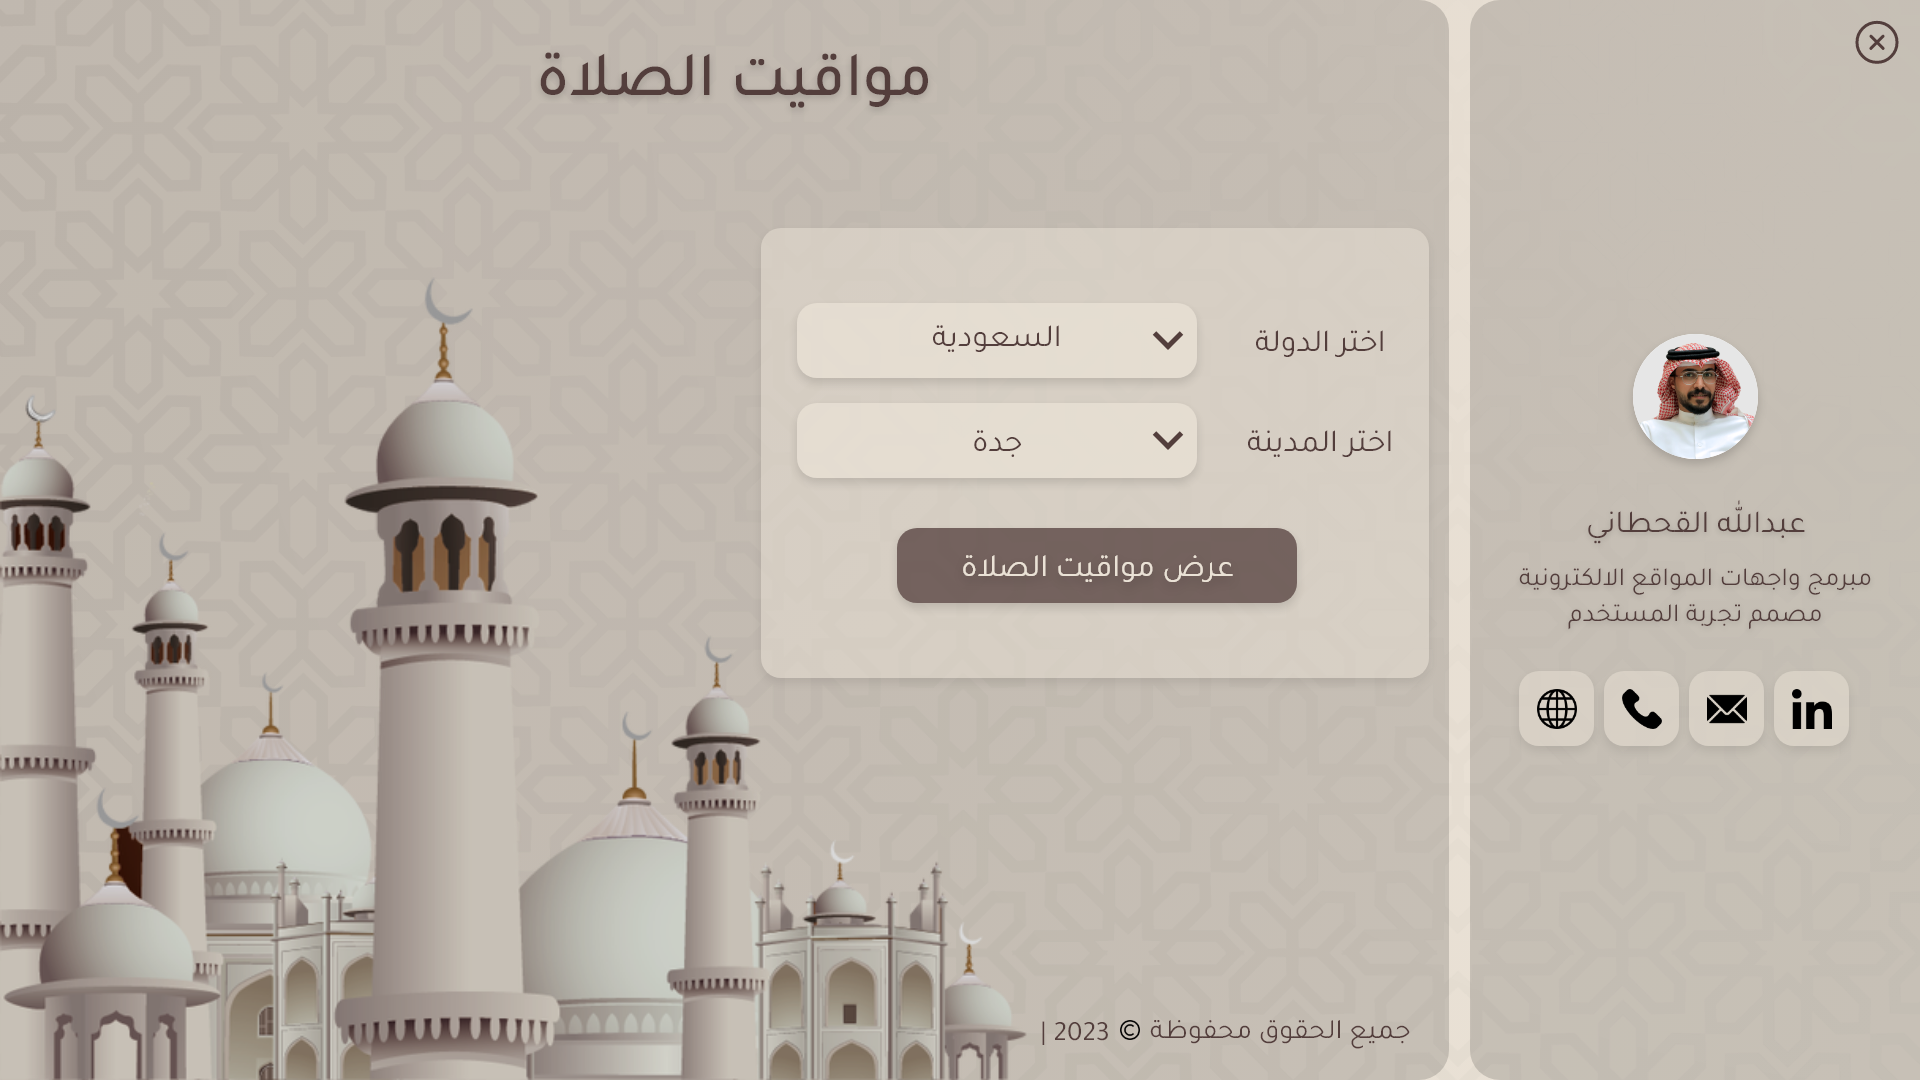 مواقيت الصلاة
اختر الدولة
السعودية
اختر المدينة
جدة
عرض مواقيت الصلاة
جميع الحقوق محفوظة © 2023 |
عبدالله القحطاني
مبرمج واجهات المواقع الالكترونية
مصمم تجربة المستخدم
in